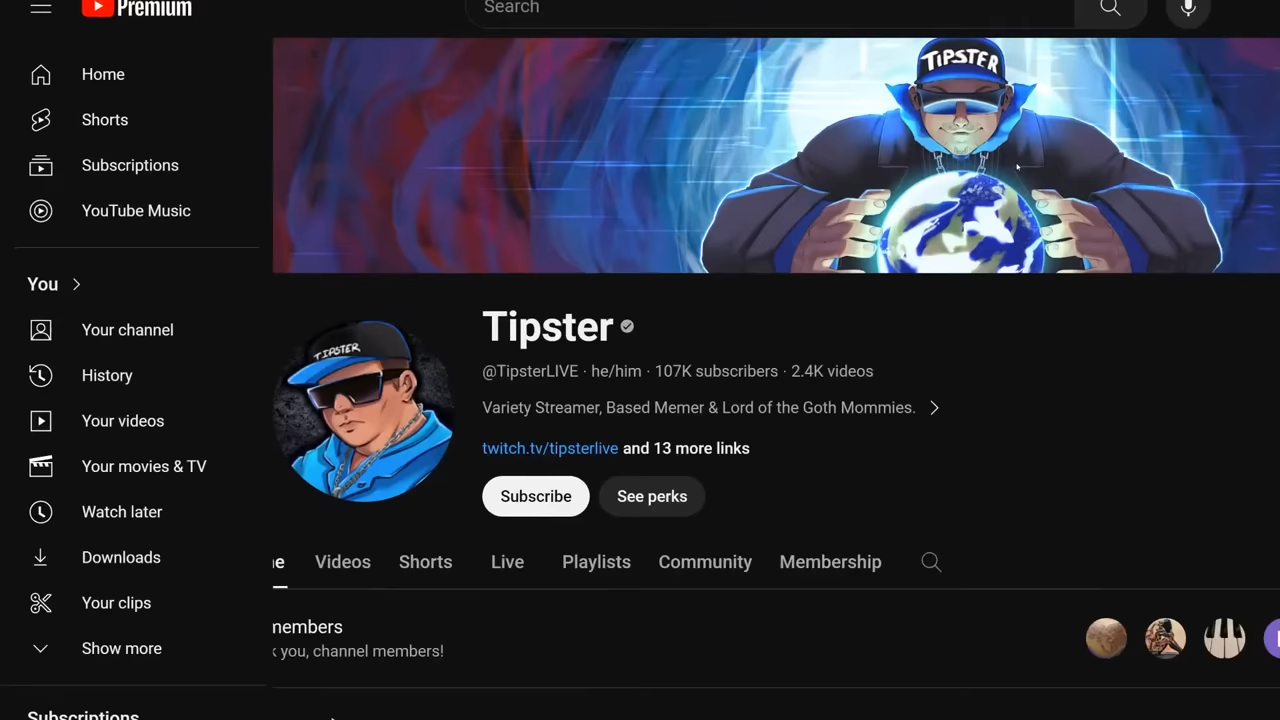 Premium
Search
Home
Shorts
Subscriptions
YouTube Music
You
Your channel
History
Your videos
Your movies & TV
Watch later
Downloads
Your clips
Show more
Subscriptions
TIPSTER
TIPSTER
Tipster
@TipsterLIVE · he/him · 107K subscribers · 2.4K videos
Variety Streamer, Based Memer & Lord of the Goth Mommies.
twitch.tv/tipsterlive and 13 more links
Subscribe See perks
e Videos Shorts Live Playlists Community Membership
members
k you, channel members!